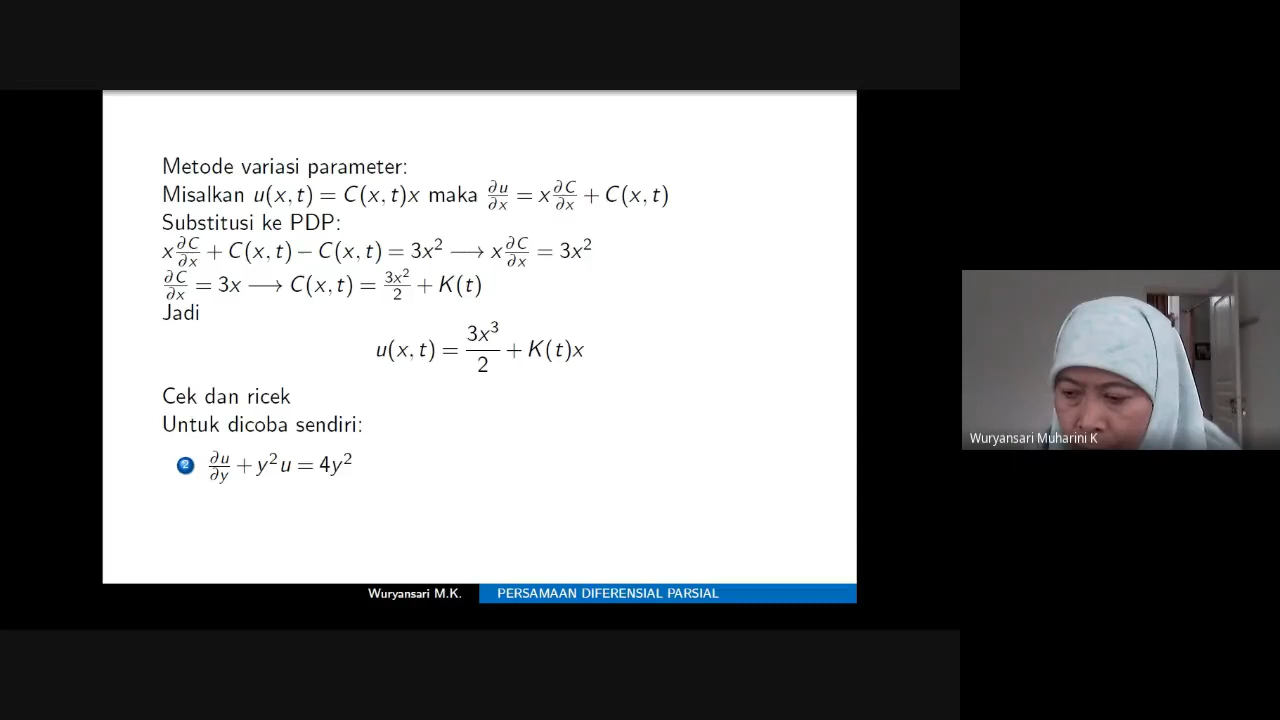 Metode variasi parameter:
Misalkan u(x, t) = C(x, t)x maka ∂u/∂x = x ∂C/∂x + C(x, t)
Substitusi ke PDP:
x ∂C/∂x + C(x, t) − C(x, t) = 3x² ⟶ x ∂C/∂x = 3x²
∂C/∂x = 3x ⟶ C(x, t) = 3x²/2 + K(t)
Jadi
u(x, t) = 3x³/2 + K(t)x
Cek dan ricek
Untuk dicoba sendiri:
2 ∂u/∂y + y²u = 4y²
Wuryansari M.K. PERSAMAAN DIFERENSIAL PARSIAL
Wuryansari Muharini K